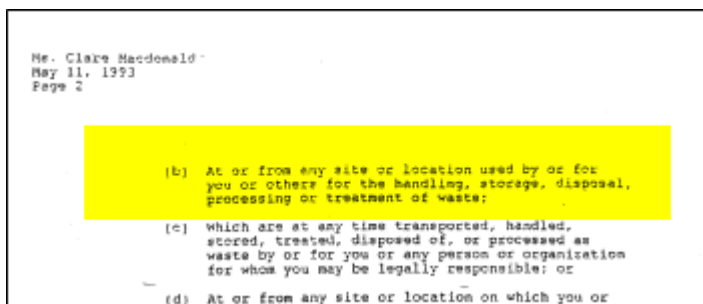 Ms. Clare Macdonald
May 11, 1993
Page 2
(b) At or from any site or location used by or for
you or others for the handling, storage, disposal,
processing or treatment of waste;
(c) Which are at any time transported, handled,
stored, treated, disposed of, or processed as
waste by or for you or any person or organization
for whom you may be legally responsible; or
(d) At or from any site or location on which you or